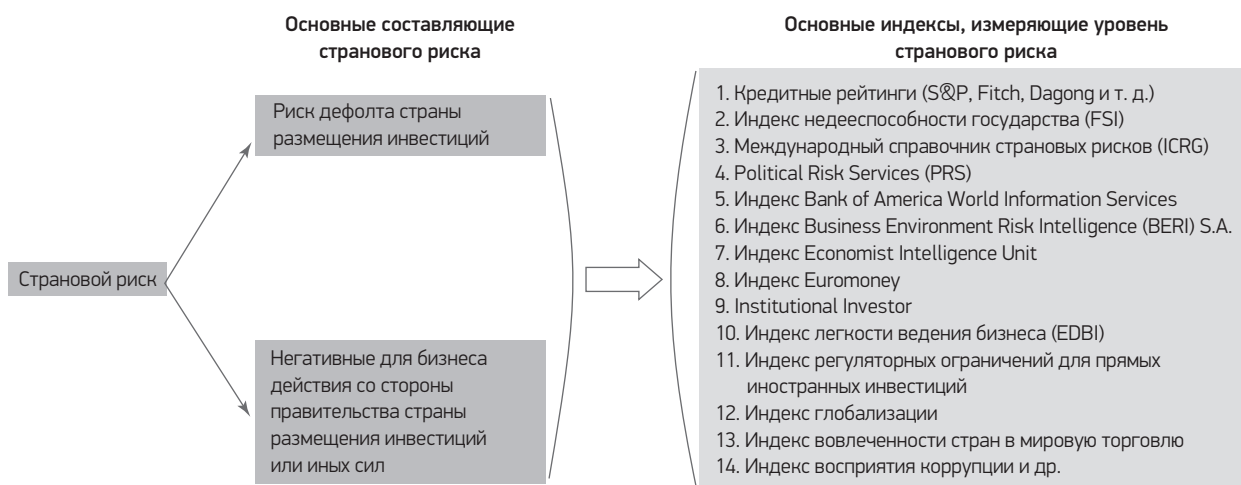 Основные составляющие
странового риска
Основные индексы, измеряющие уровень
странового риска
Страновой риск
Риск дефолта страны
размещения инвестиций
Негативные для бизнеса
действия со стороны
правительства страны
размещения инвестиций
или иных сил
1. Кредитные рейтинги (S&P, Fitch, Dagong и т. д.)
2. Индекс недееспособности государства (FSI)
3. Международный справочник страновых рисков (ICRG)
4. Political Risk Services (PRS)
5. Индекс Bank of America World Information Services
6. Индекс Business Environment Risk Intelligence (BERI) S.A.
7. Индекс Economist Intelligence Unit
8. Индекс Euromoney
9. Institutional Investor
10. Индекс легкости ведения бизнеса (EDBI)
11. Индекс регуляторных ограничений для прямых
иностранных инвестиций
12. Индекс глобализации
13. Индекс вовлеченности стран в мировую торговлю
14. Индекс восприятия коррупции и др.